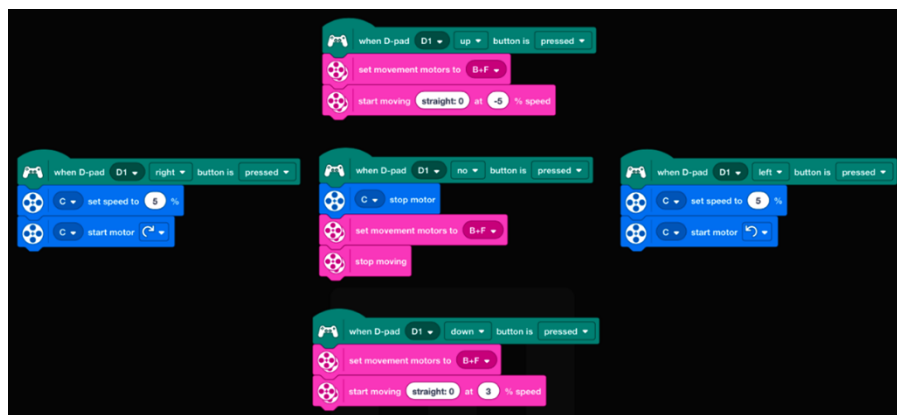 when D-pad D1 up button is pressed
set movement motors to B+F
start moving straight: 0 at -5 % speed
when D-pad D1 right button is pressed
C set speed to 5 %
C start motor
when D-pad D1 no button is pressed
C stop motor
set movement motors to B+F
stop moving
when D-pad D1 left button is pressed
C set speed to 5 %
C start motor
when D-pad D1 down button is pressed
set movement motors to B+F
start moving straight: 0 at 3 % speed